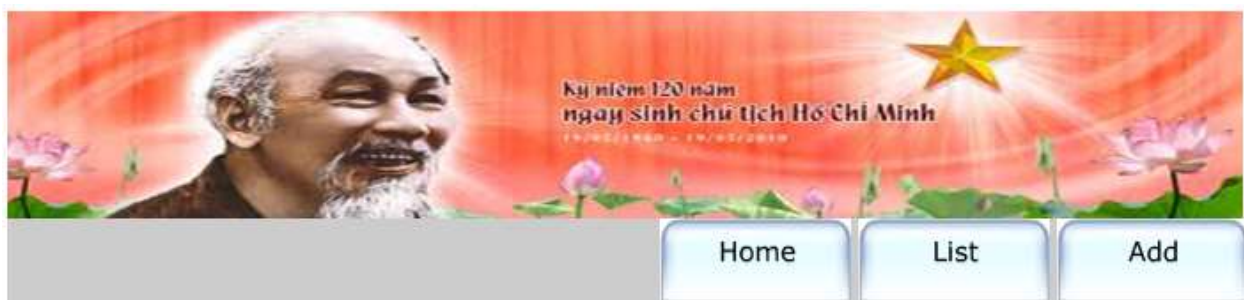 Kỷ niệm 120 năm
ngày sinh chủ tịch Hồ Chí Minh
Home List Add